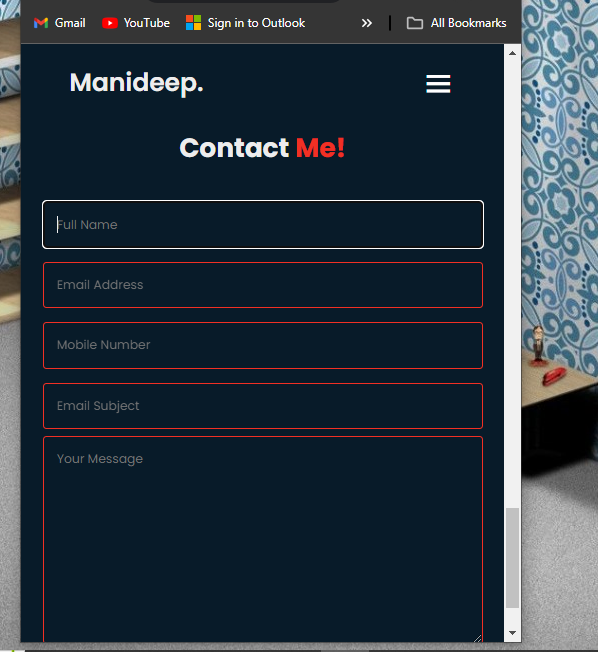 Gmail YouTube Sign in to Outlook » All Bookmarks
Manideep.
Contact Me!
Full Name
Email Address
Mobile Number
Email Subject
Your Message